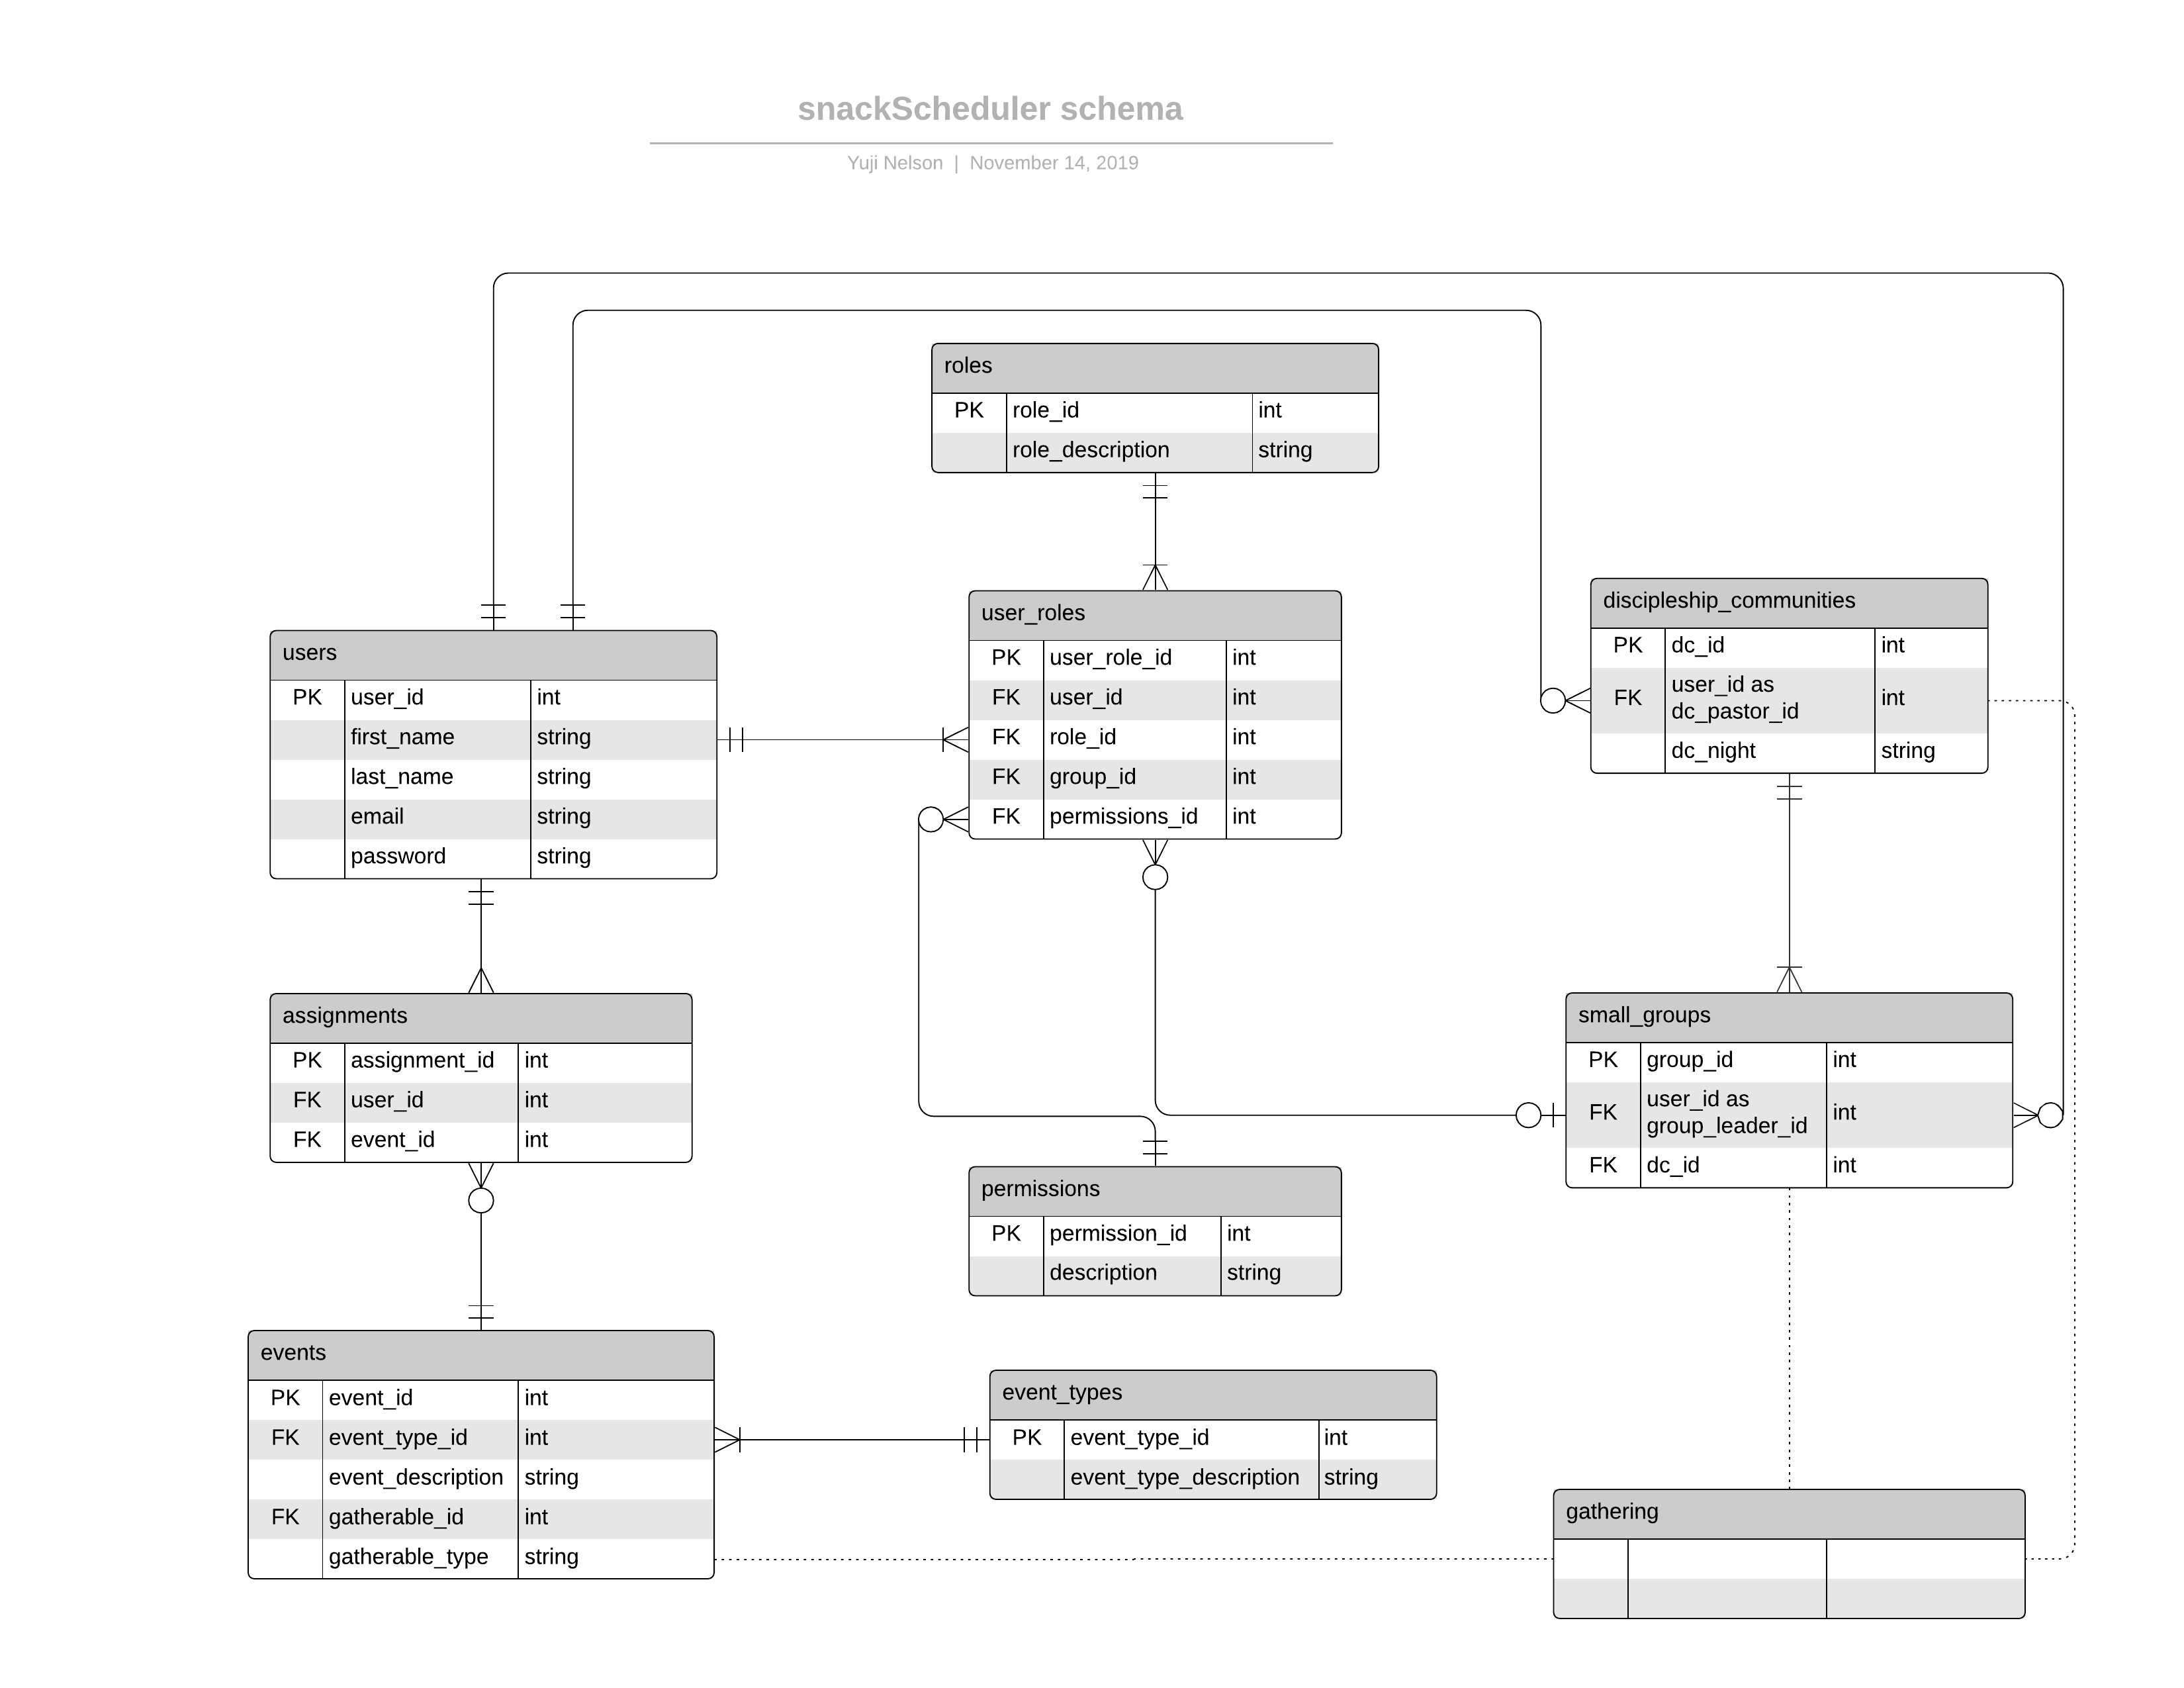 snackScheduler schema
Yuji Nelson | November 14, 2019
roles
PK role_id int
role_description string
users
PK user_id int
first_name string
last_name string
email string
password string
user_roles
PK user_role_id int
FK user_id int
FK role_id int
FK group_id int
FK permissions_id int
discipleship_communities
PK dc_id int
FK user_id as
dc_pastor_id int
dc_night string
assignments
PK assignment_id int
FK user_id int
FK event_id int
small_groups
PK group_id int
FK user_id as
group_leader_id int
FK dc_id int
permissions
PK permission_id int
description string
events
PK event_id int
FK event_type_id int
event_description string
FK gatherable_id int
gatherable_type string
event_types
PK event_type_id int
event_type_description string
gathering